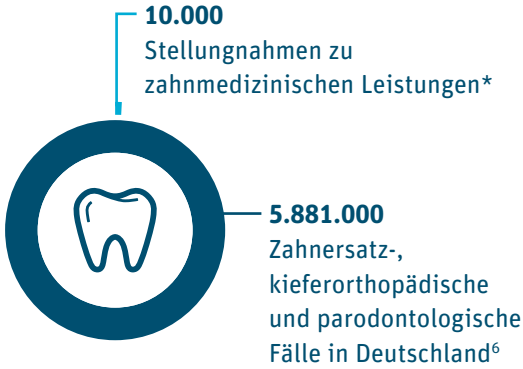 10.000
Stellungnahmen zu
zahnmedizinischen Leistungen*
5.881.000
Zahnersatz-,
kieferorthopädische
und parodontologische
Fälle in Deutschland⁶